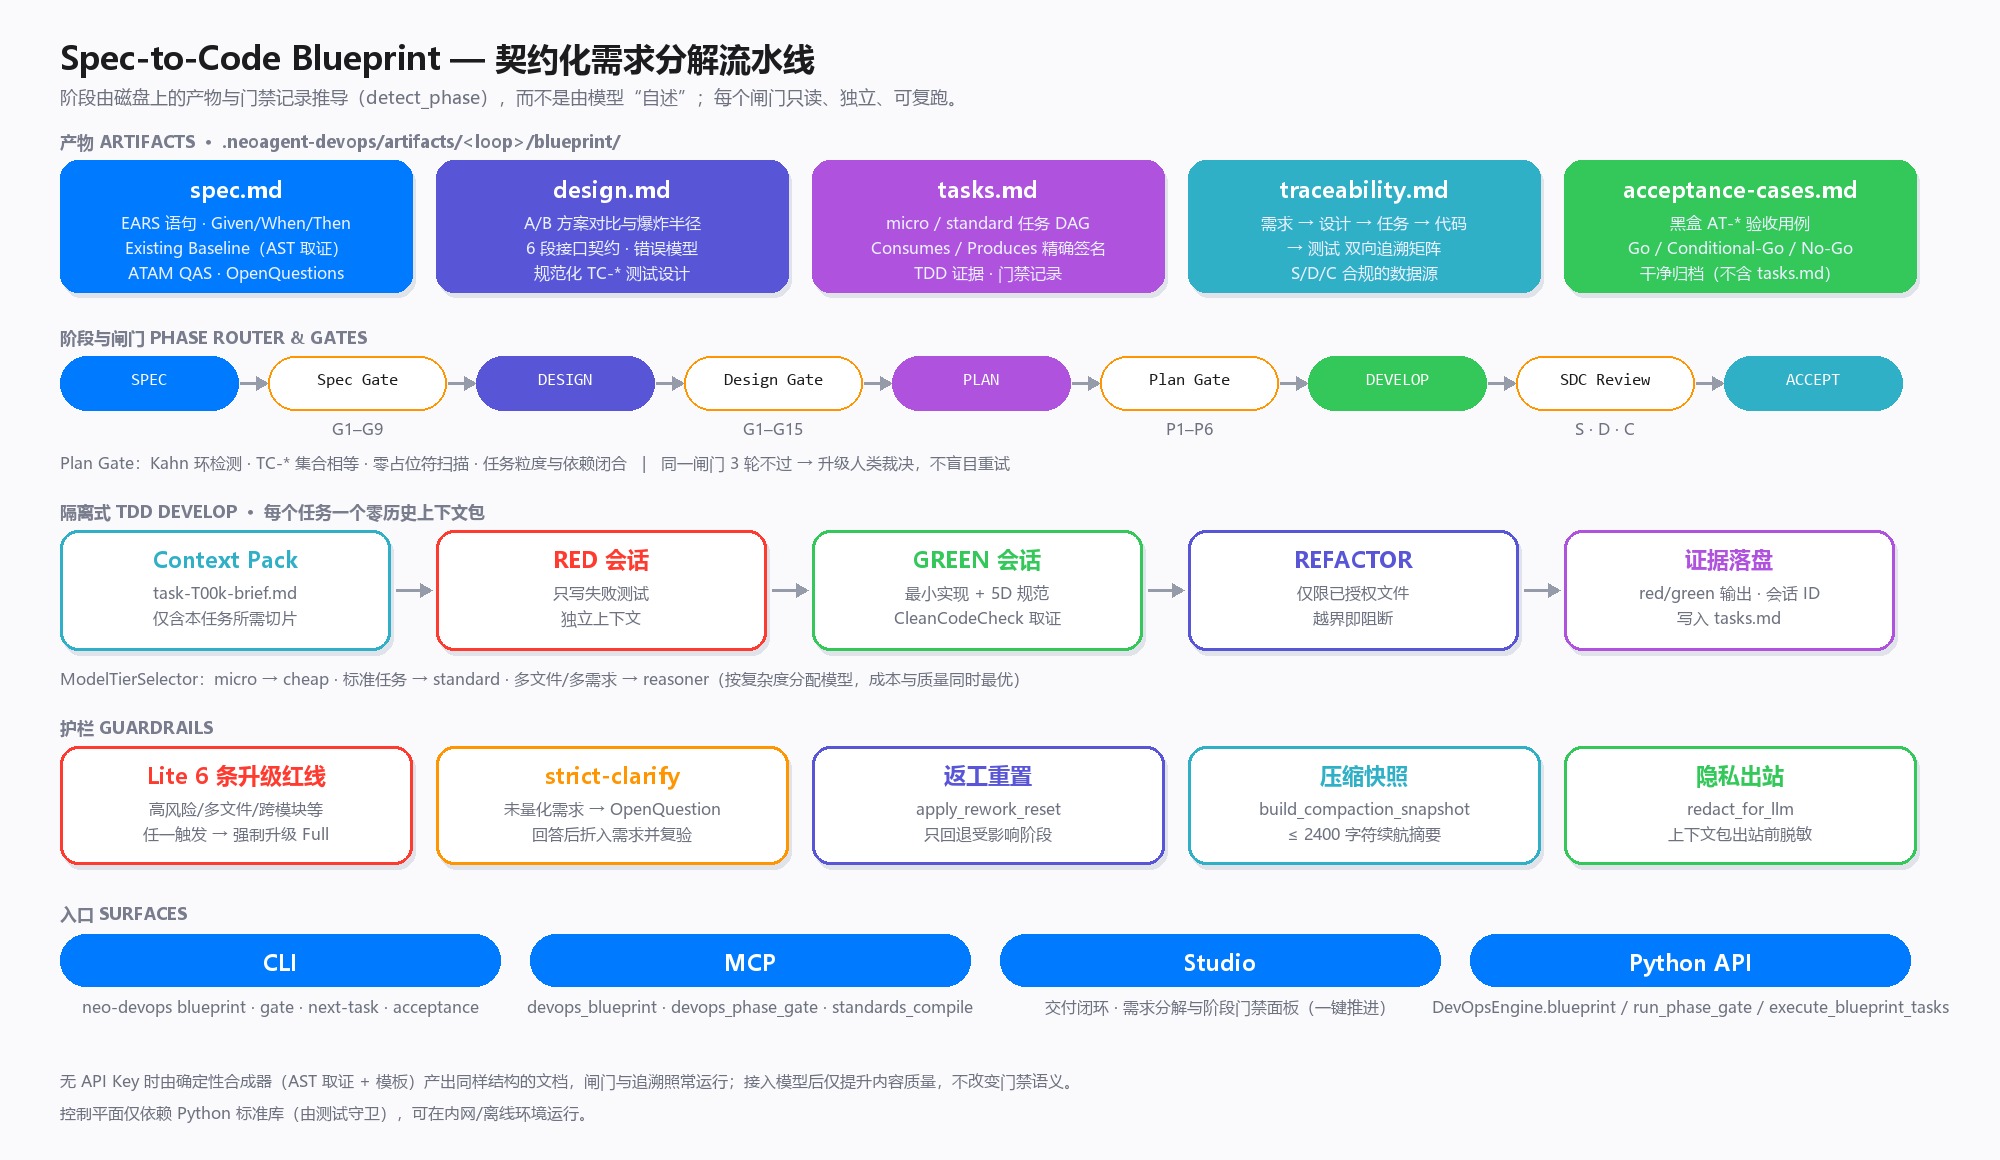 Spec-to-Code Blueprint — 契约化需求分解流水线
阶段由磁盘上的产物与门禁记录推导（detect_phase），而不是由模型“自述”；每个闸门只读、独立、可复跑。
产物 ARTIFACTS • .neoagent-devops/artifacts/<loop>/blueprint/
spec.md
EARS 语句 · Given/When/Then
Existing Baseline（AST 取证）
ATAM QAS · OpenQuestions
design.md
A/B 方案对比与爆炸半径
6 段接口契约 · 错误模型
规范化 TC-* 测试设计
tasks.md
micro / standard 任务 DAG
Consumes / Produces 精确签名
TDD 证据 · 门禁记录
traceability.md
需求 → 设计 → 任务 → 代码
→ 测试 双向追溯矩阵
S/D/C 合规的数据源
acceptance-cases.md
黑盒 AT-* 验收用例
Go / Conditional-Go / No-Go
干净归档（不含 tasks.md）
阶段与闸门 PHASE ROUTER & GATES
SPEC
Spec Gate
DESIGN
Design Gate
PLAN
Plan Gate
DEVELOP
SDC Review
ACCEPT
G1–G9
G1–G15
P1–P6
S · D · C
Plan Gate：Kahn 环检测 · TC-* 集合相等 · 零占位符扫描 · 任务粒度与依赖闭合 | 同一闸门 3 轮不过 → 升级人类裁决，不盲目重试
隔离式 TDD DEVELOP • 每个任务一个零历史上下文包
Context Pack
task-T00k-brief.md
仅含本任务所需切片
RED 会话
只写失败测试
独立上下文
GREEN 会话
最小实现 + 5D 规范
CleanCodeCheck 取证
REFACTOR
仅限已授权文件
越界即阻断
证据落盘
red/green 输出 · 会话 ID
写入 tasks.md
ModelTierSelector：micro → cheap · 标准任务 → standard · 多文件/多需求 → reasoner（按复杂度分配模型，成本与质量同时最优）
护栏 GUARDRAILS
Lite 6 条升级红线
高风险/多文件/跨模块等
任一触发 → 强制升级 Full
strict-clarify
未量化需求 → OpenQuestion
回答后折入需求并复验
返工重置
apply_rework_reset
只回退受影响阶段
压缩快照
build_compaction_snapshot
≤ 2400 字符续航摘要
隐私出站
redact_for_llm
上下文包出站前脱敏
入口 SURFACES
CLI
neo-devops blueprint · gate · next-task · acceptance
MCP
devops_blueprint · devops_phase_gate · standards_compile
Studio
交付闭环 · 需求分解与阶段门禁面板（一键推进）
Python API
DevOpsEngine.blueprint / run_phase_gate / execute_blueprint_tasks
无 API Key 时由确定性合成器（AST 取证 + 模板）产出同样结构的文档，闸门与追溯照常运行；接入模型后仅提升内容质量，不改变门禁语义。
控制平面仅依赖 Python 标准库（由测试守卫），可在内网/离线环境运行。